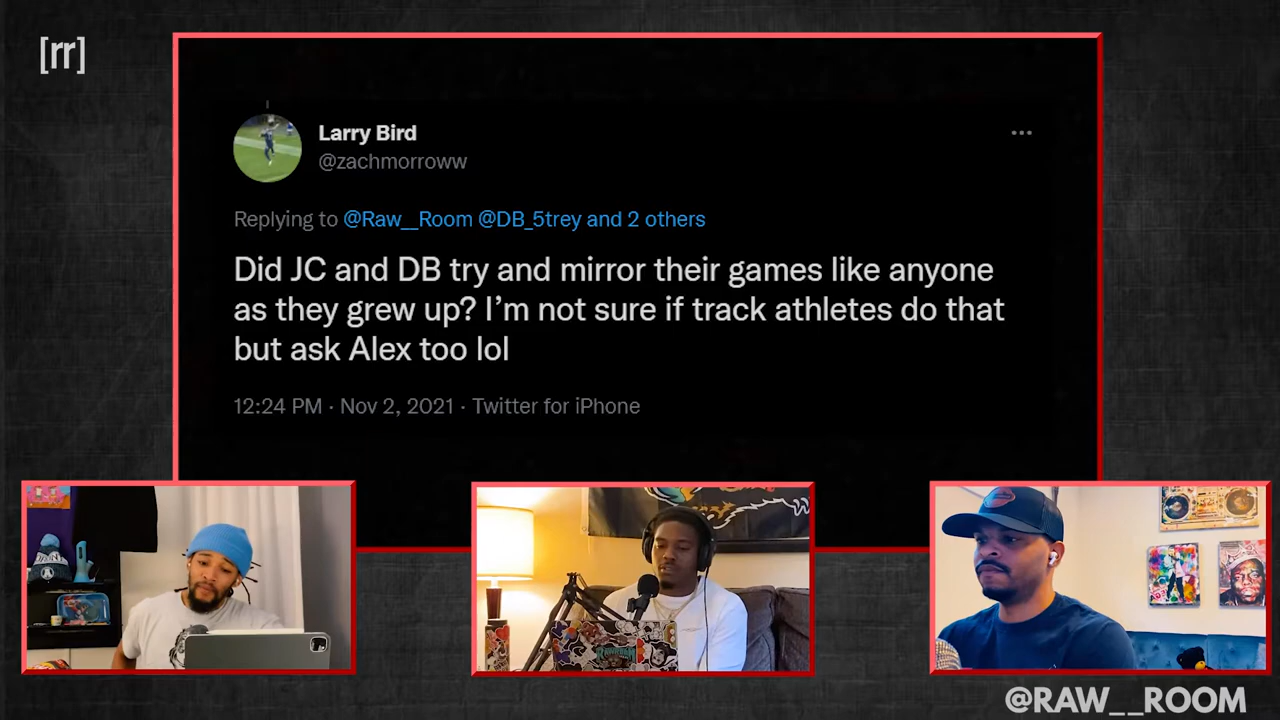 [rr]
Larry Bird
@zachmorroww
Replying to @Raw__Room @DB_5trey and 2 others
Did JC and DB try and mirror their games like anyone
as they grew up? I’m not sure if track athletes do that
but ask Alex too lol
12:24 PM · Nov 2, 2021 · Twitter for iPhone
RAWROOM
@RAW__ROOM